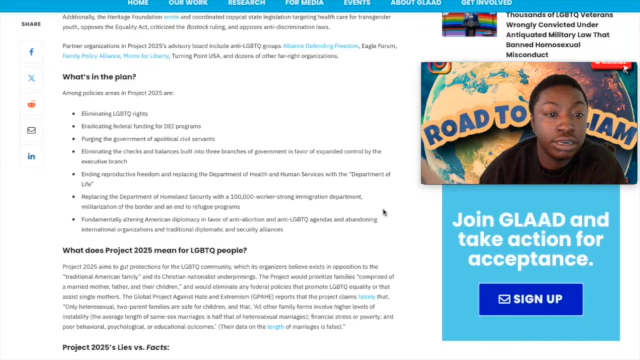 HOME OUR WORK RESEARCH FOR MEDIA EVENTS ABOUT GLAAD GET INVOLVED
SHARE
Additionally, the Heritage Foundation wrote and coordinated copycat state legislation targeting health care for transgender
youth, opposes the Equality Act, criticized the Bostock ruling, and opposes anti-discrimination laws.
Partner organizations in Project 2025's advisory board include anti-LGBTQ groups Alliance Defending Freedom, Eagle Forum,
Family Policy Alliance, Moms for Liberty, Turning Point USA, and dozens of other far-right organizations.
What's in the plan?
Among policies areas in Project 2025 are:
Eliminating LGBTQ rights
Eradicating federal funding for DEI programs
Purging the government of apolitical civil servants
Eliminating the checks and balances built into three branches of government in favor of expanded control by the
executive branch
Ending reproductive freedom and replacing the Department of Health and Human Services with the "Department of
Life"
Replacing the Department of Homeland Security with a 100,000-worker-strong immigration department,
militarization of the border and an end to refugee programs
Fundamentally altering American diplomacy in favor of anti-abortion and anti-LGBTQ agendas and abandoning
international organizations and traditional diplomatic and security alliances
What does Project 2025 mean for LGBTQ people?
Project 2025 aims to gut protections for the LGBTQ community, which its organizers believe exists in opposition to the
"traditional American family" and its Christian nationalist underpinnings. The Project would prioritize families "comprised of
a married mother, father, and their children," and would eliminate any federal policies that promote LGBTQ equality or that
assist single mothers. The Global Project Against Hate and Extremism (GPAHE) reports that the project claims falsely that,
"Only heterosexual, two-parent families are safe for children, and that, 'All other family forms involve higher levels of
instability (the average length of same-sex marriages is half that of heterosexual marriages); financial stress or poverty; and
poor behavioral, psychological, or educational outcomes.' (Their data on the length of marriages is false)."
Project 2025's Lies vs. Facts:
Thousands of LGBTQ Veterans
Wrongly Convicted Under
Antiquated Military Law That
Banned Homosexual
Misconduct
ROAD TO
LIAM
Join GLAAD and
take action for
acceptance.
SIGN UP